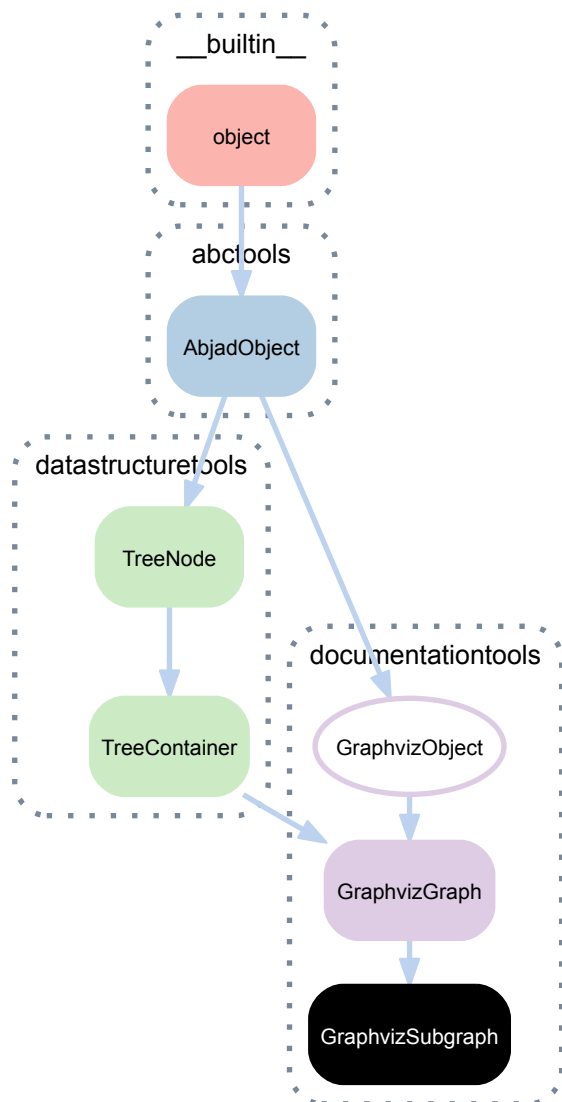 __builtin__
object
abctools
AbjadObject
datastructuretools
TreeNode
documentationtools
TreeContainer
GraphvizObject
GraphvizGraph
GraphvizSubgraph